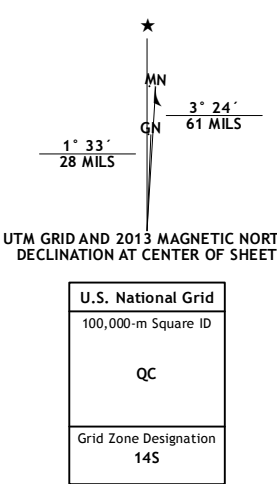 ★
MN
3° 24´
61 MILS
GN
1° 33´
28 MILS
UTM GRID AND 2013 MAGNETIC NORT
DECLINATION AT CENTER OF SHEET
U.S. National Grid
100,000-m Square ID
QC
Grid Zone Designation
14S